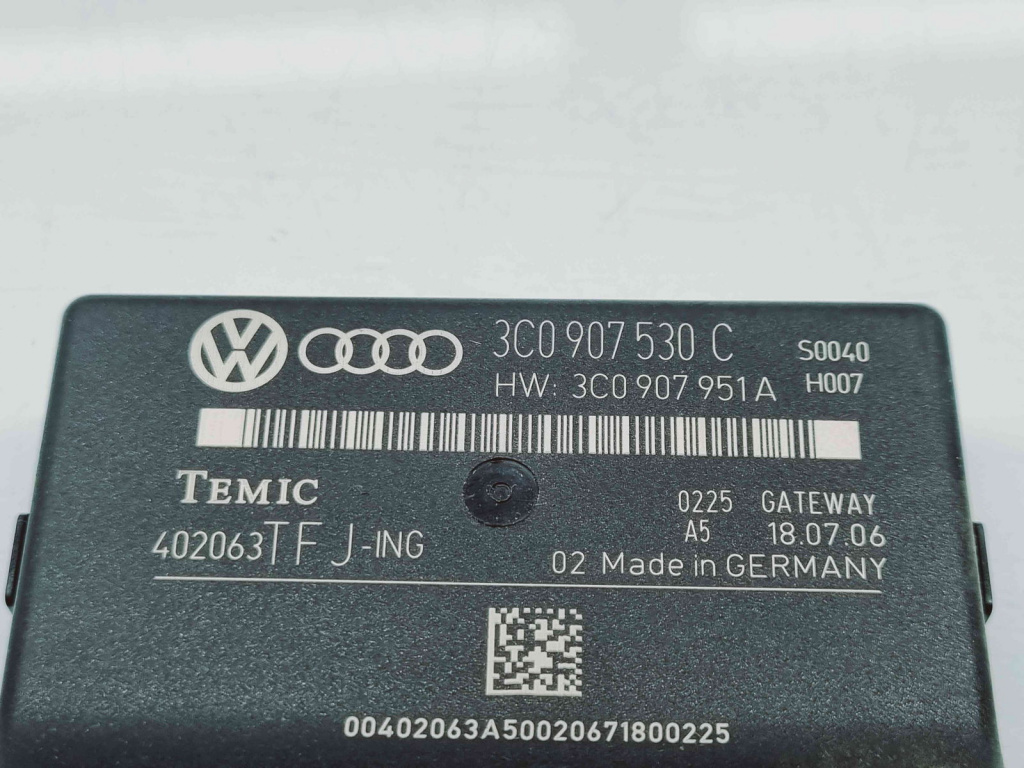 3C0 907 530 C S0040
HW: 3C0 907 951 A H007
TEMIC
0225 GATEWAY
402063TFJ-ING A5 18.07.06
02 Made in GERMANY
00402063A50020671800225